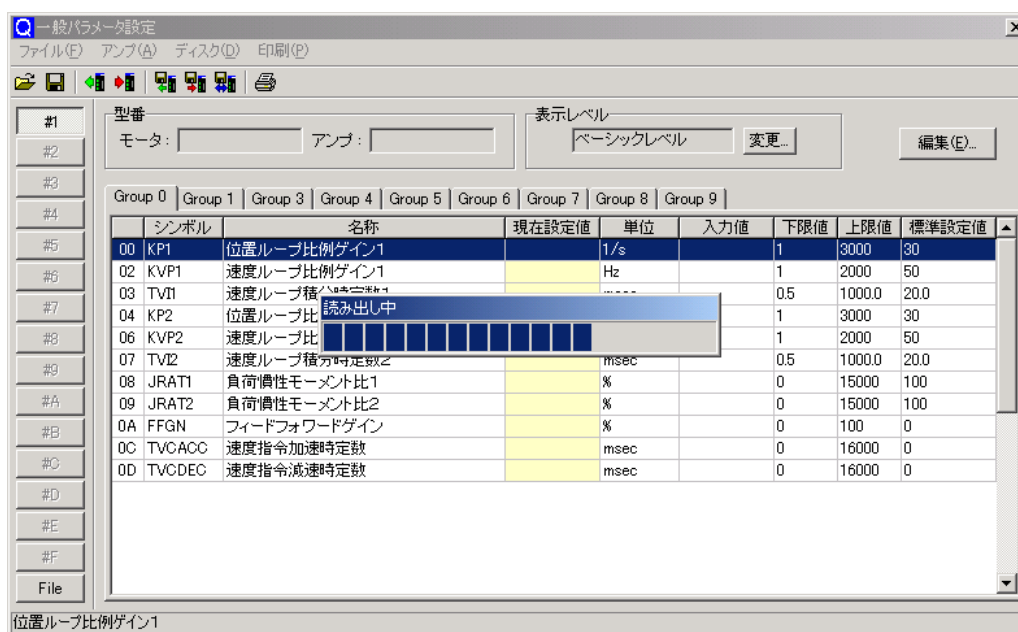 一般パラメータ設定
ファイル(F) アンプ(A) ディスク(D) 印刷(P)
#1
#2
#3
#4
#5
#6
#7
#8
#9
#A
#B
#C
#D
#E
#F
File
型番
モータ: アンプ:
表示レベル
ベーシックレベル 変更...
編集(E)...
Group 0 Group 1 Group 3 Group 4 Group 5 Group 6 Group 7 Group 8 Group 9
シンボル 名称 現在設定値 単位 入力値 下限値 上限値 標準設定値
00 KP1 位置ループ比例ゲイン1 1/s 1 3000 30
02 KVP1 速度ループ比例ゲイン1 Hz 1 2000 50
03 TVI1 速度ループ積分時定数1 0.5 1000.0 20.0
読み出し中
04 KP2 位置ループ比 1 3000 30
06 KVP2 速度ループ比 1 2000 50
07 TVI2 速度ループ積分時定数2 msec 0.5 1000.0 20.0
08 JRAT1 負荷慣性モーメント比1 % 0 15000 100
09 JRAT2 負荷慣性モーメント比2 % 0 15000 100
0A FFGN フィードフォワードゲイン % 0 100 0
0C TVCACC 速度指令加速時定数 msec 0 16000 0
0D TVCDEC 速度指令減速時定数 msec 0 16000 0
位置ループ比例ゲイン1